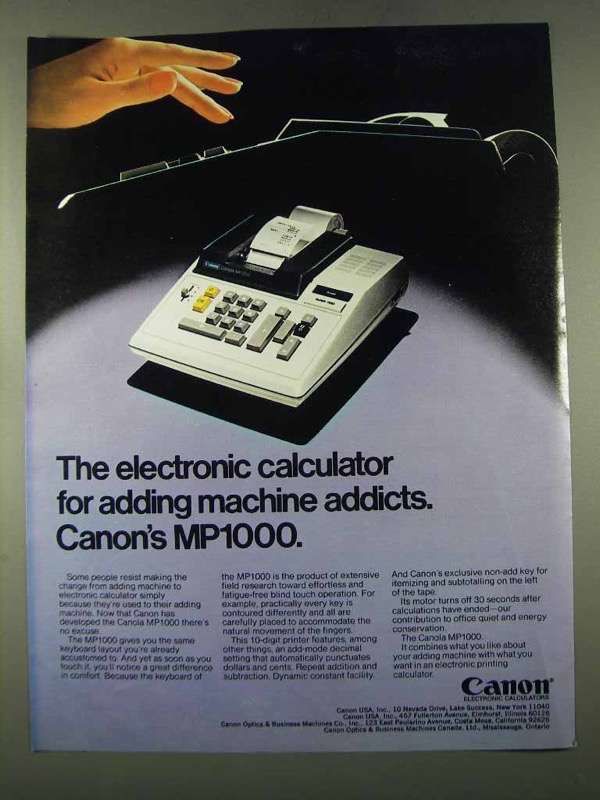 Canon
The electronic calculator
for adding machine addicts.
Canon's MP1000.
Some people resist making the
change from adding machine to
electronic calculator simply
because they're used to their adding
machine. Now that Canon has
developed the Canola MP1000 there's
no excuse.
The MP1000 gives you the same
keyboard layout you're already
accustomed to. And yet as soon as you
touch it, you'll notice a great difference
in comfort. Because the keyboard of
the MP1000 is the product of extensive
field research toward effortless and
fatigue-free blind touch operation. For
example, practically every key is
contoured differently and all are
carefully placed to accommodate the
natural movement of the fingers.
This 10-digit printer features, among
other things, an add-mode decimal
setting that automatically punctuates
dollars and cents. Repeat addition and
subtraction. Dynamic constant facility.
And Canon's exclusive non-add key for
itemizing and subtotalling on the left
of the tape.
Its motor turns off 30 seconds after
calculations have ended—our
contribution to office quiet and energy
conservation.
The Canola MP1000.
It combines what you like about
your adding machine with what you
want in an electronic printing
calculator.
Canon®
ELECTRONIC CALCULATORS
Canon USA, Inc., 10 Nevada Drive, Lake Success, New York 11040
Canon USA, Inc., 457 Fullerton Avenue, Elmhurst, Illinois 60126
Canon Optics & Business Machines Co., Inc., 123 East Paularino Avenue, Costa Mesa, California 92626
Canon Optics & Business Machines Canada, Ltd., Mississauga, Ontario